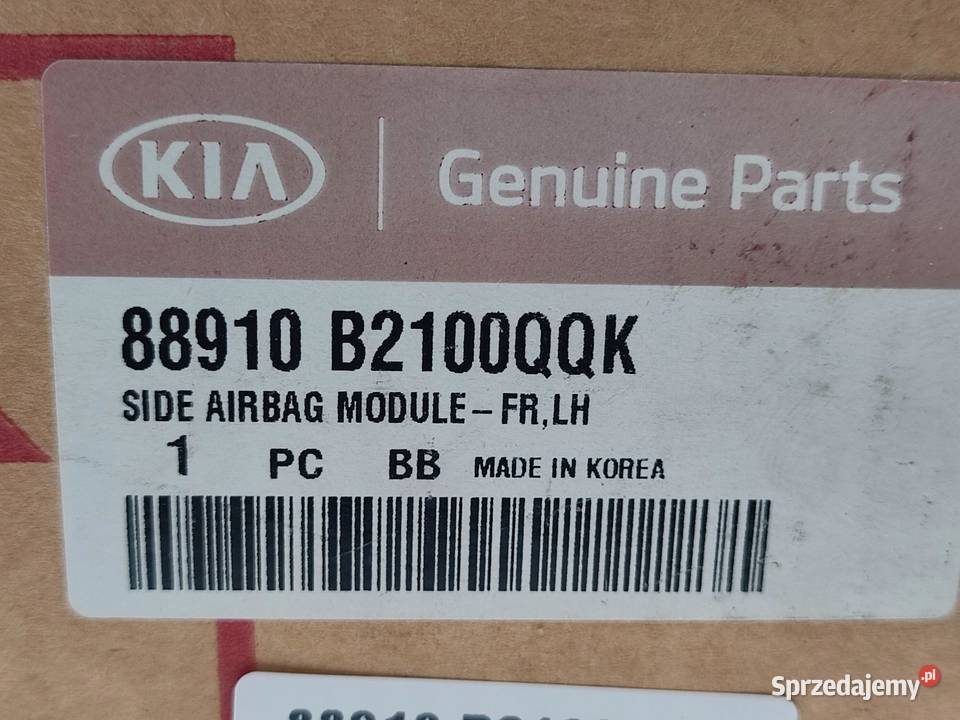 KIA Genuine Parts
88910 B2100QQK
SIDE AIRBAG MODULE-FR,LH
1 PC BB MADE IN KOREA
Sprzedajemy.pl